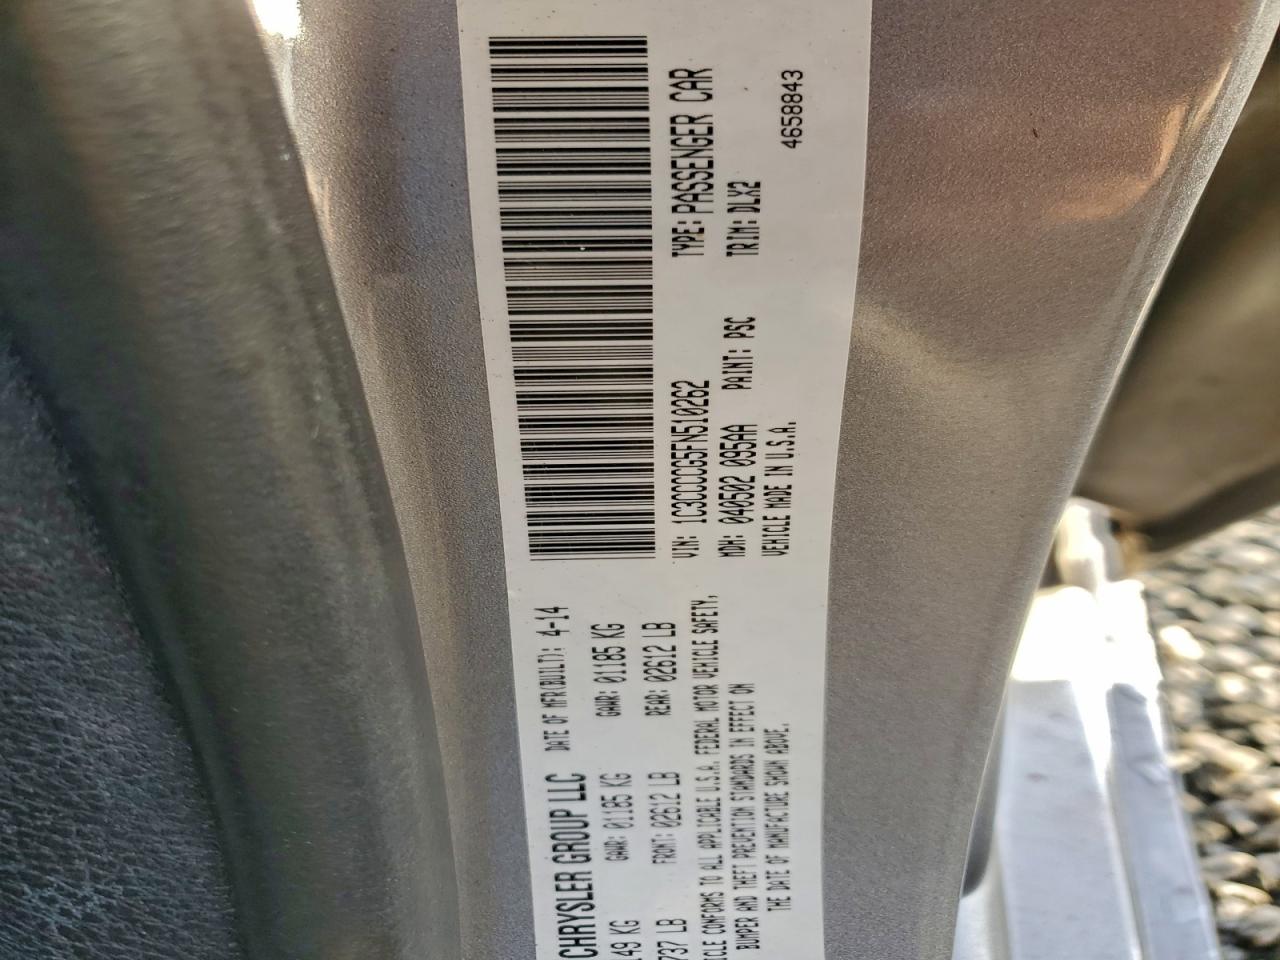 CHRYSLER GROUP LLC DATE OF MFR(BUILT): 4-14
149 KG GAWR: 01185 KG GAWR: 01185 KG
737 LB FRONT: 02612 LB REAR: 02612 LB
ICLE CONFORMS TO ALL APPLICABLE U.S.A. FEDERAL MOTOR VEHICLE SAFETY,
BUMPER AND THEFT PREVENTION STANDARDS IN EFFECT ON
THE DATE OF MANUFACTURE SHOWN ABOVE.
VIN: 1C3CCCCG5FN510262 TYPE: PASSENGER CAR
MDH: 040502 095AA PAINT: PSC TRIM: DLX2
VEHICLE MADE IN U.S.A. 4658843